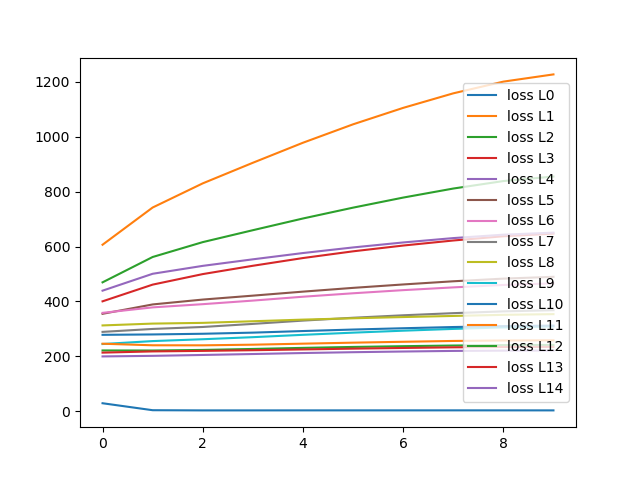 1200
1000
800
600
400
200
0
0 2 4 6 8
loss L0
loss L1
loss L2
loss L3
loss L4
loss L5
loss L6
loss L7
loss L8
loss L9
loss L10
loss L11
loss L12
loss L13
loss L14